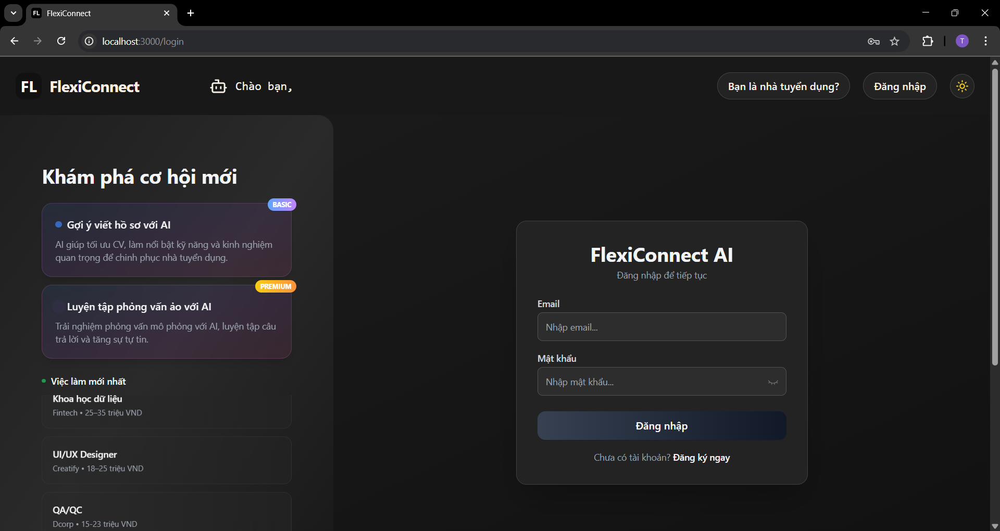 FL FlexiConnect
localhost:3000/login
T
FL FlexiConnect
Chào bạn,
Bạn là nhà tuyển dụng?
Đăng nhập
Khám phá cơ hội mới
BASIC
Gợi ý viết hồ sơ với AI
AI giúp tối ưu CV, làm nổi bật kỹ năng và kinh nghiệm
quan trọng để chinh phục nhà tuyển dụng.
PREMIUM
Luyện tập phỏng vấn ảo với AI
Trải nghiệm phỏng vấn mô phỏng với AI, luyện tập câu
trả lời và tăng sự tự tin.
Việc làm mới nhất
Khoa học dữ liệu
Fintech • 25–35 triệu VND
UI/UX Designer
Creatify • 18–25 triệu VND
QA/QC
Dcorp • 15-23 triệu VND
FlexiConnect AI
Đăng nhập để tiếp tục
Email
Nhập email...
Mật khẩu
Nhập mật khẩu...
Đăng nhập
Chưa có tài khoản? Đăng ký ngay